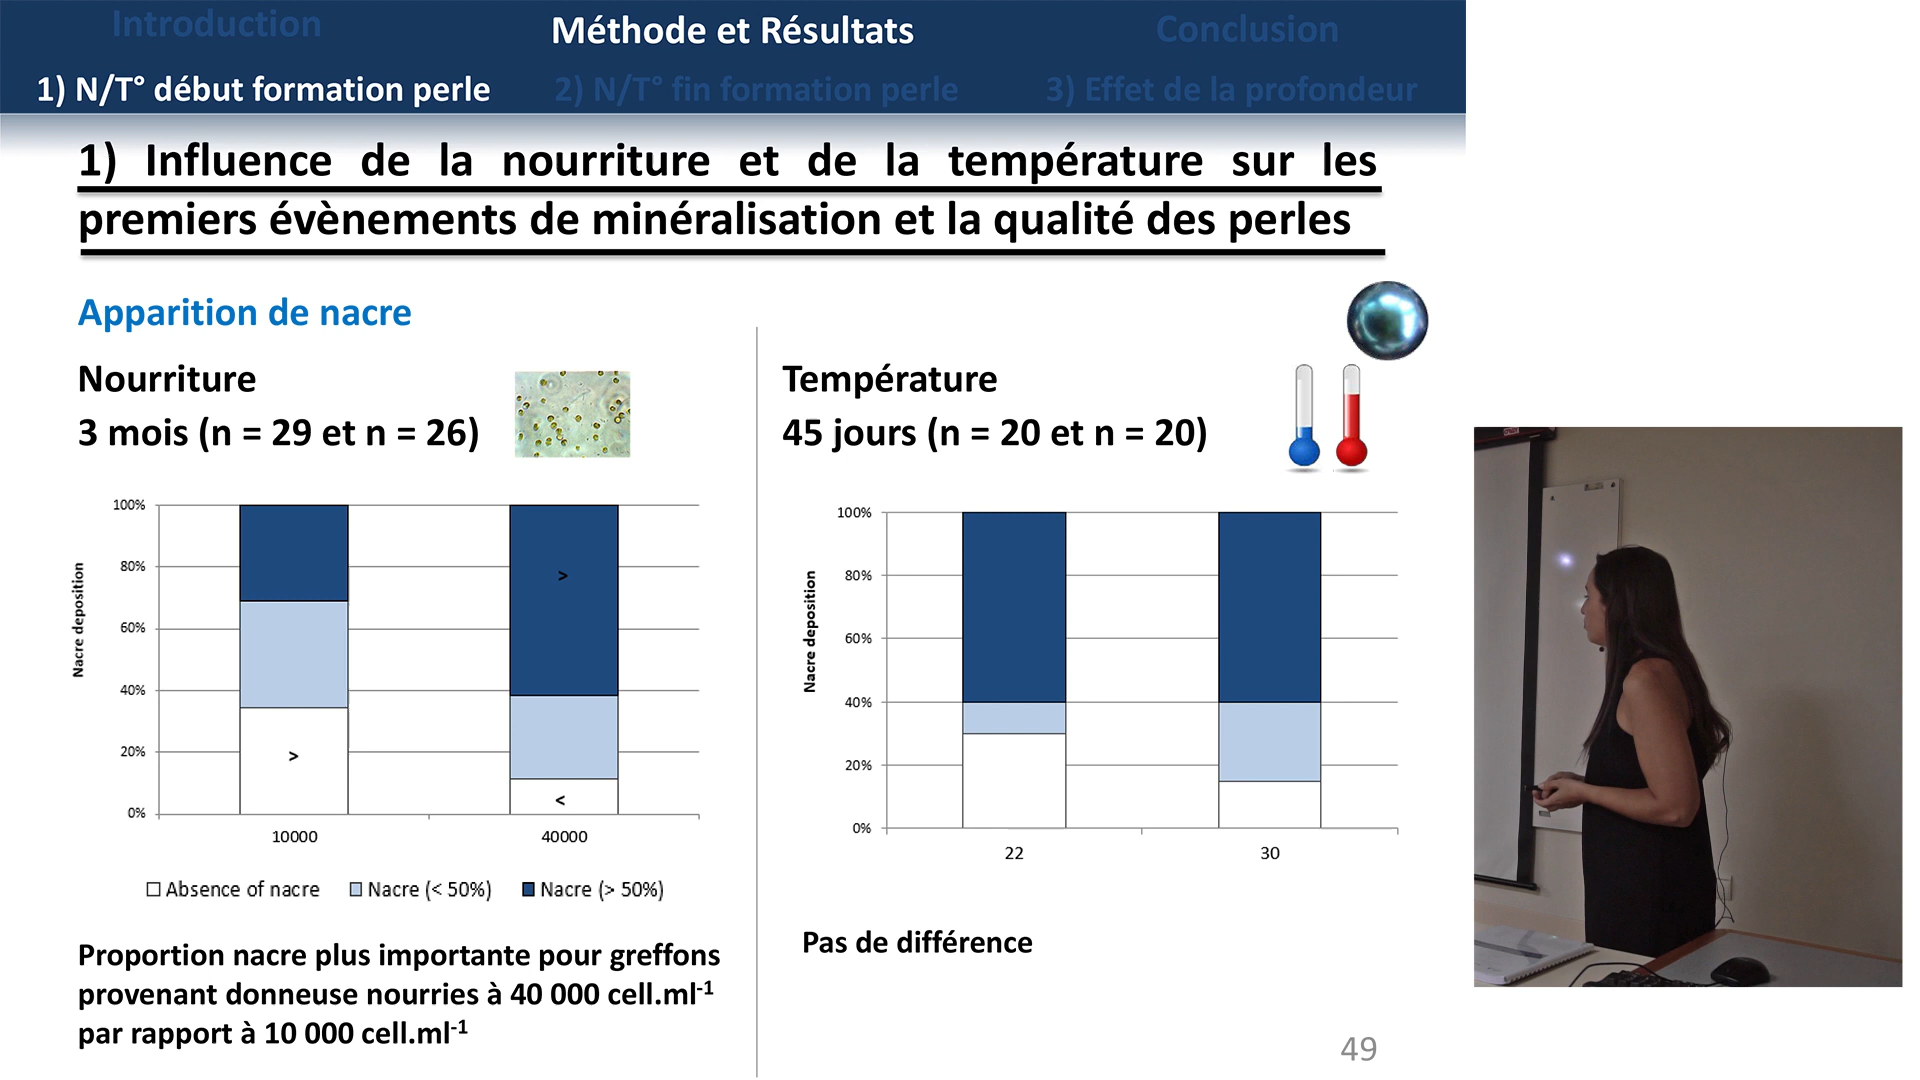 Introduction
Méthode et Résultats
Conclusion
1) N/T° début formation perle
2) N/T° fin formation perle
3) Effet de la profondeur
1) Influence de la nourriture et de la température sur les
premiers évènements de minéralisation et la qualité des perles
Apparition de nacre
Nourriture
3 mois (n = 29 et n = 26)
100%
80%
60%
40%
20%
0%
Nacre deposition
>
>
<
10000
40000
Absence of nacre
Nacre (< 50%)
Nacre (> 50%)
Proportion nacre plus importante pour greffons
provenant donneuse nourries à 40 000 cell.ml-1
par rapport à 10 000 cell.ml-1
Température
45 jours (n = 20 et n = 20)
100%
80%
60%
40%
20%
0%
Nacre deposition
22
30
Pas de différence
49